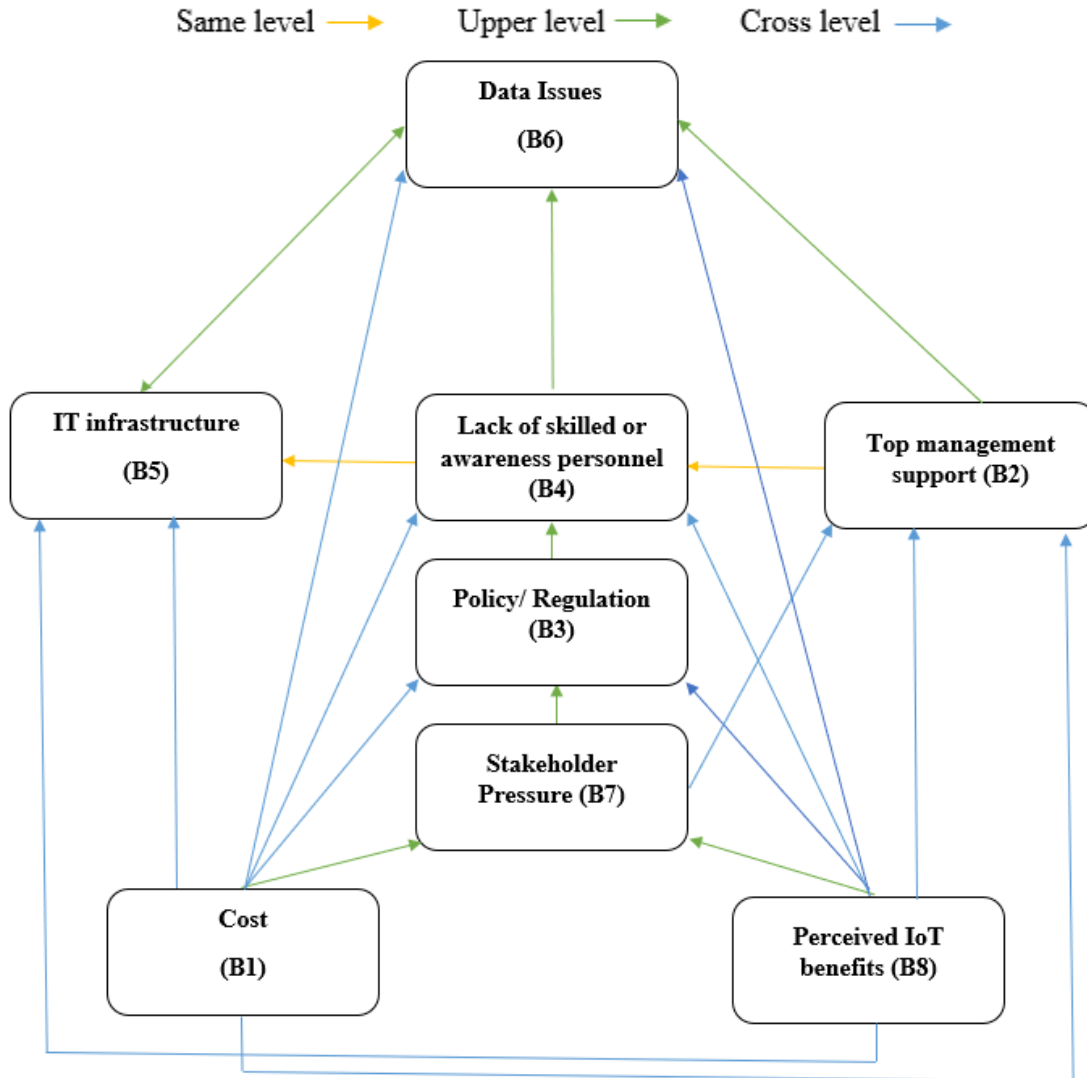 Same level
Upper level
Cross level
Data Issues
(B6)
IT infrastructure
(B5)
Lack of skilled or
awareness personnel
(B4)
Top management
support (B2)
Policy/ Regulation
(B3)
Stakeholder
Pressure (B7)
Cost
(B1)
Perceived IoT
benefits (B8)